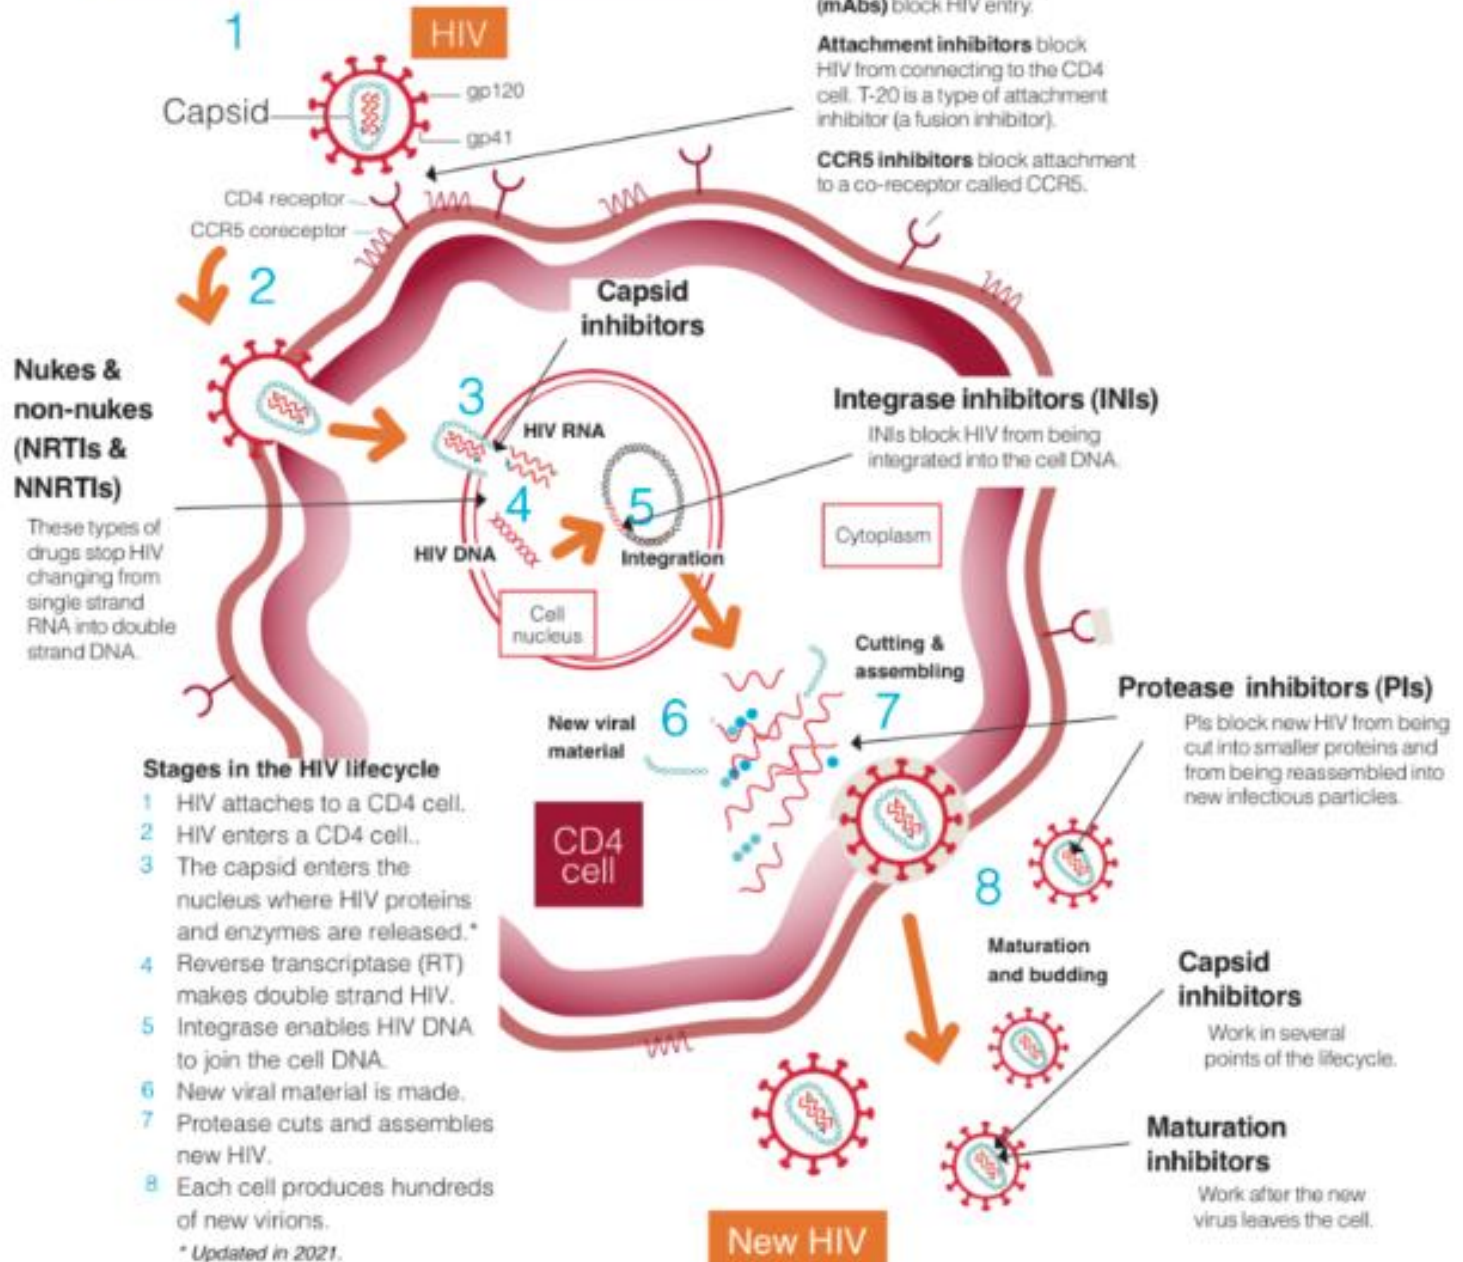 (mAbs) block HIV entry.
1
HIV
Attachment inhibitors block
HIV from connecting to the CD4
cell. T-20 is a type of attachment
inhibitor (a fusion inhibitor).
Capsid
gp120
gp41
CCR5 inhibitors block attachment
to a co-receptor called CCR5.
CD4 receptor
CCR5 coreceptor
2
Capsid
inhibitors
Nukes &
non-nukes
(NRTIs &
NNRTIs)
These types of
drugs stop HIV
changing from
single strand
RNA into double
strand DNA.
3
HIV RNA
4
HIV DNA
5
Integration
Cell
nucleus
Integrase inhibitors (INIs)
INIs block HIV from being
integrated into the cell DNA.
Cytoplasm
Cutting &
assembling
7
New viral
material
6
Protease inhibitors (PIs)
PIs block new HIV from being
cut into smaller proteins and
from being reassembled into
new infectious particles.
CD4
cell
8
Maturation
and budding
Capsid
inhibitors
Work in several
points of the lifecycle.
Maturation
inhibitors
Work after the new
virus leaves the cell.
New HIV
Stages in the HIV lifecycle
1 HIV attaches to a CD4 cell.
2 HIV enters a CD4 cell..
3 The capsid enters the
nucleus where HIV proteins
and enzymes are released.*
4 Reverse transcriptase (RT)
makes double strand HIV.
5 Integrase enables HIV DNA
to join the cell DNA.
6 New viral material is made.
7 Protease cuts and assembles
new HIV.
8 Each cell produces hundreds
of new virions.
* Updated in 2021.